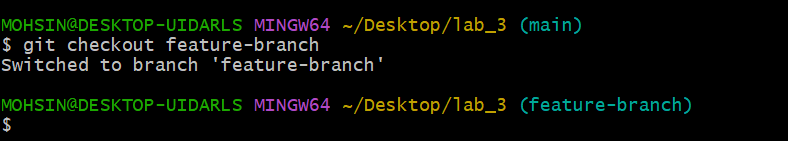 MOHSIN@DESKTOP-UIDARLS MINGW64 ~/Desktop/lab_3 (main)
$ git checkout feature-branch
Switched to branch 'feature-branch'
MOHSIN@DESKTOP-UIDARLS MINGW64 ~/Desktop/lab_3 (feature-branch)
$